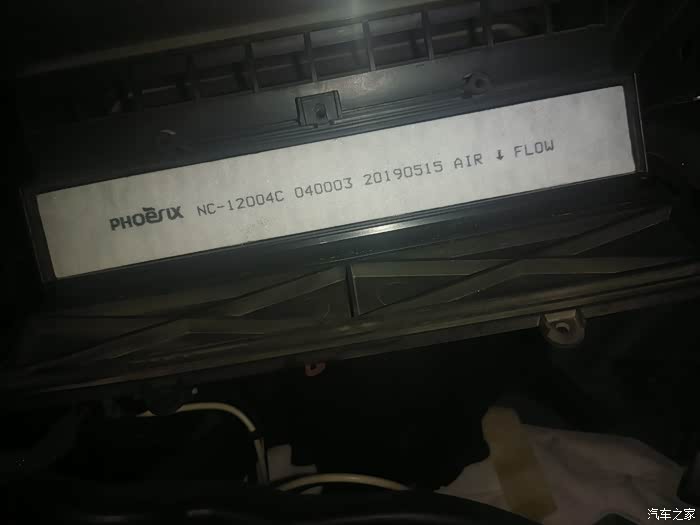 PHOENIX NC-12004C 040003 20190515 AIR ↓ FLOW
汽车之家